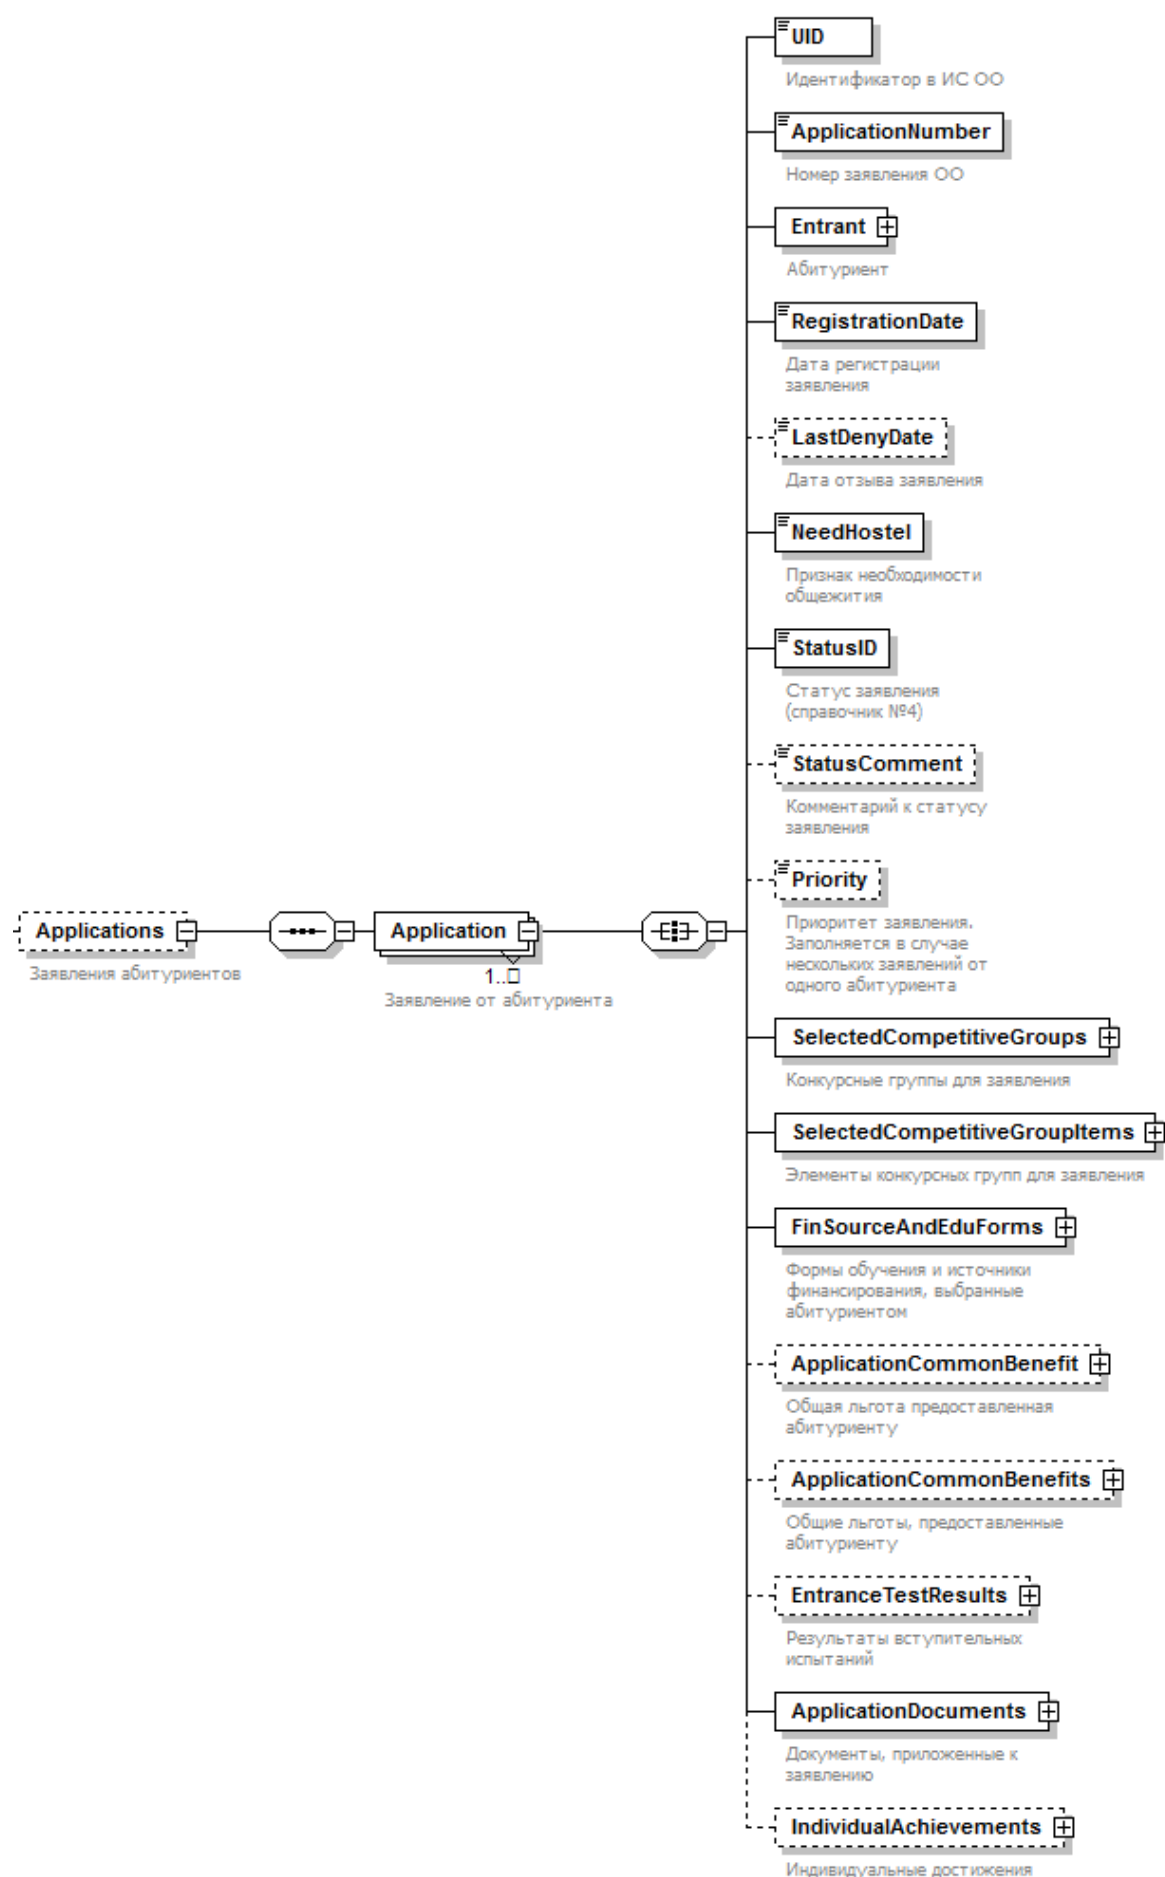 UID
Идентификатор в ИС ОО
ApplicationNumber
Номер заявления ОО
Entrant
Абитуриент
RegistrationDate
Дата регистрации
заявления
LastDenyDate
Дата отзыва заявления
NeedHostel
Признак необходимости
общежития
StatusID
Статус заявления
(справочник №4)
StatusComment
Комментарий к статусу
заявления
Priority
Приоритет заявления.
Заполняется в случае
нескольких заявлений от
одного абитуриента
Applications
Заявления абитуриентов
Application
1..□
Заявление от абитуриента
SelectedCompetitiveGroups
Конкурсные группы для заявления
SelectedCompetitiveGroupItems
Элементы конкурсных групп для заявления
FinSourceAndEduForms
Формы обучения и источники
финансирования, выбранные
абитуриентом
ApplicationCommonBenefit
Общая льгота предоставленная
абитуриенту
ApplicationCommonBenefits
Общие льготы, предоставленные
абитуриенту
EntranceTestResults
Результаты вступительных
испытаний
ApplicationDocuments
Документы, приложенные к
заявлению
IndividualAchievements
Индивидуальные достижения